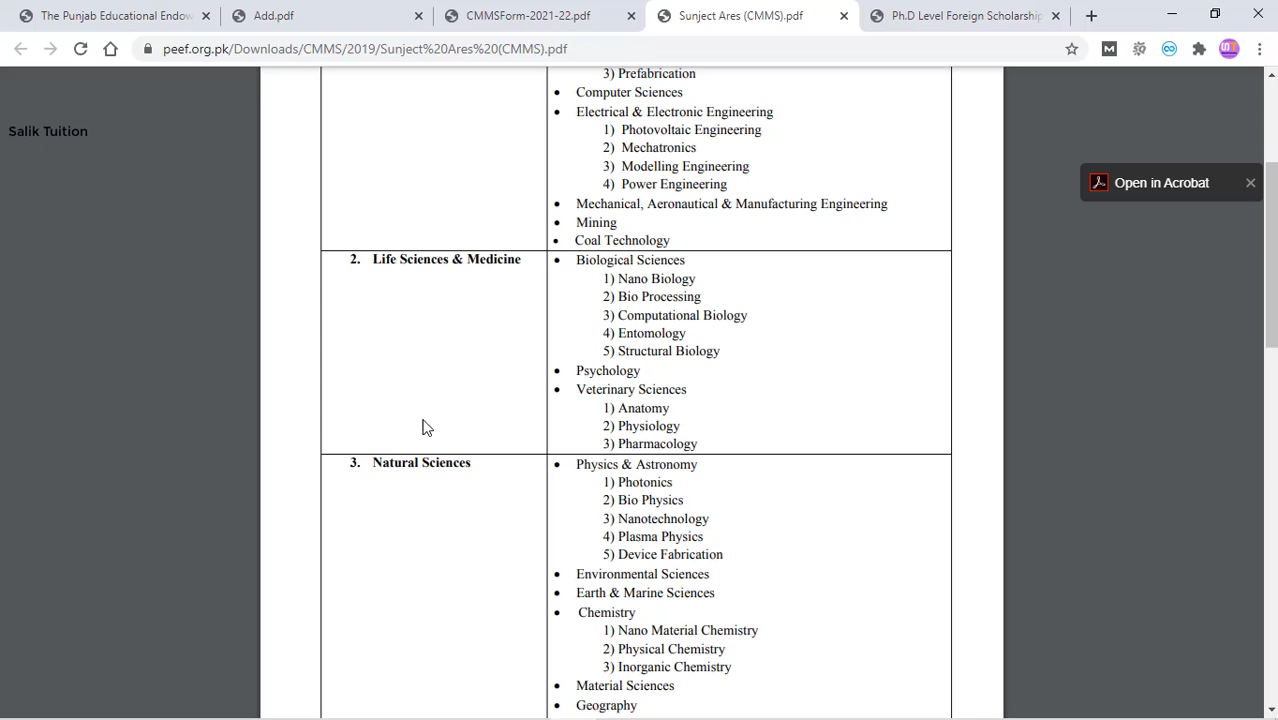 The Punjab Educational Endow
Add.pdf
CMMSForm-2021-22.pdf
Sunject Ares (CMMS).pdf
Ph.D Level Foreign Scholarship
peef.org.pk/Downloads/CMMS/2019/Sunject%20Ares%20(CMMS).pdf
Salik Tuition
Open in Acrobat
3) Prefabrication
• Computer Sciences
• Electrical & Electronic Engineering
1) Photovoltaic Engineering
2) Mechatronics
3) Modelling Engineering
4) Power Engineering
• Mechanical, Aeronautical & Manufacturing Engineering
• Mining
• Coal Technology
2. Life Sciences & Medicine
• Biological Sciences
1) Nano Biology
2) Bio Processing
3) Computational Biology
4) Entomology
5) Structural Biology
• Psychology
• Veterinary Sciences
1) Anatomy
2) Physiology
3) Pharmacology
3. Natural Sciences
• Physics & Astronomy
1) Photonics
2) Bio Physics
3) Nanotechnology
4) Plasma Physics
5) Device Fabrication
• Environmental Sciences
• Earth & Marine Sciences
• Chemistry
1) Nano Material Chemistry
2) Physical Chemistry
3) Inorganic Chemistry
• Material Sciences
• Geography